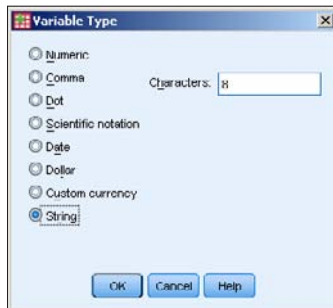 Variable Type
Numeric
Comma
Characters: 8
Dot
Scientific notation
Date
Dollar
Custom currency
String
OK Cancel Help